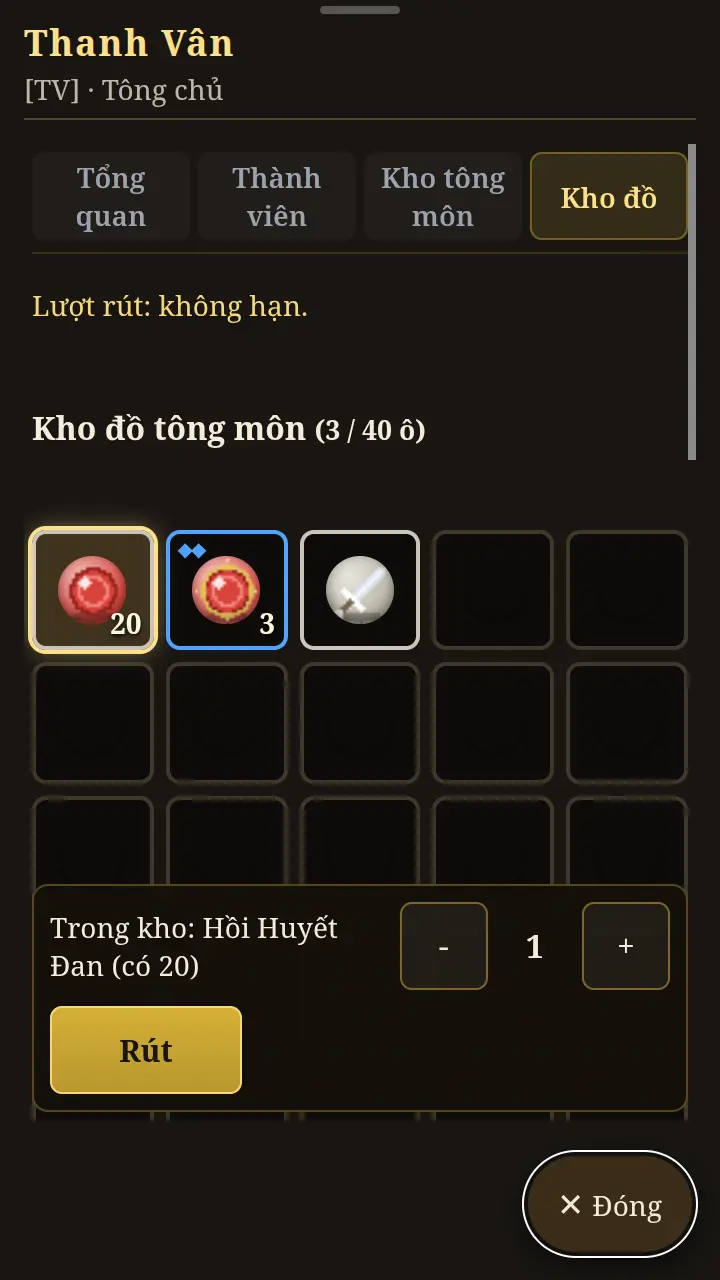 Thanh Vân
[TV] · Tông chủ
Tổng
quan
Thành
viên
Kho tông
môn
Kho đồ
Lượt rút: không hạn.
Kho đồ tông môn (3 / 40 ô)
20
3
Trong kho: Hồi Huyết
Đan (có 20)
-
1
+
Rút
✕ Đóng